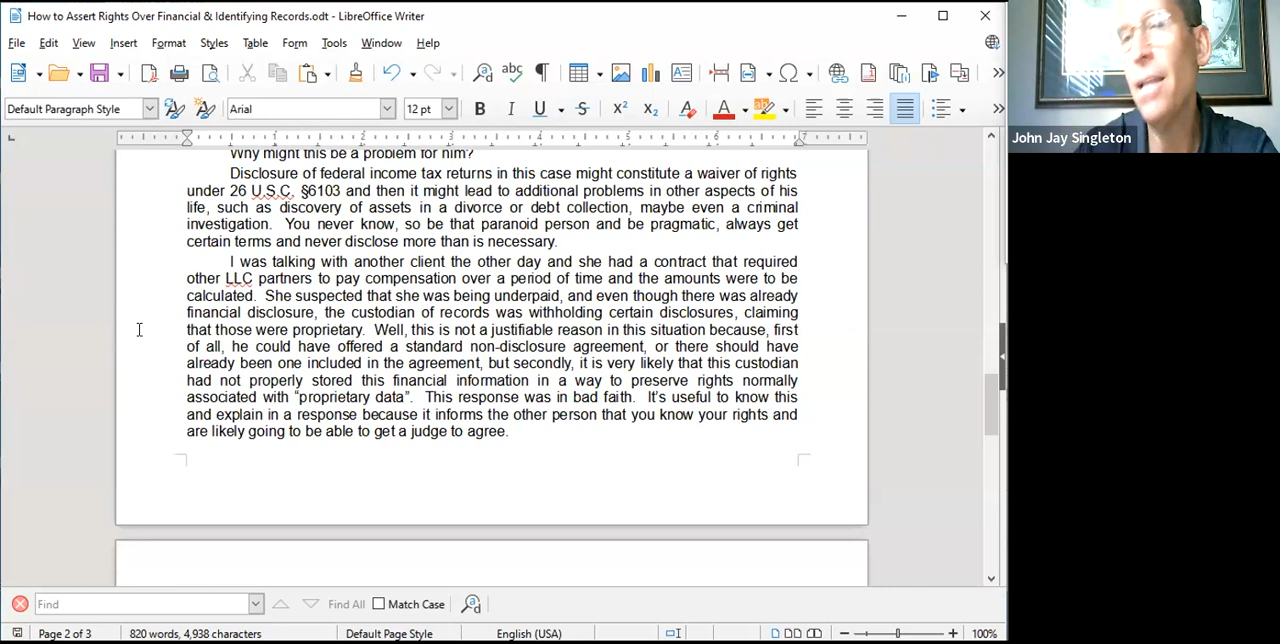 How to Assert Rights Over Financial & Identifying Records.odt - LibreOffice Writer
File Edit View Insert Format Styles Table Form Tools Window Help
Default Paragraph Style Arial 12 pt
1 2 3 4 5 6 7
Why might this be a problem for him?
Disclosure of federal income tax returns in this case might constitute a waiver of rights
under 26 U.S.C. §6103 and then it might lead to additional problems in other aspects of his
life, such as discovery of assets in a divorce or debt collection, maybe even a criminal
investigation. You never know, so be that paranoid person and be pragmatic, always get
certain terms and never disclose more than is necessary.
I was talking with another client the other day and she had a contract that required
other LLC partners to pay compensation over a period of time and the amounts were to be
calculated. She suspected that she was being underpaid, and even though there was already
financial disclosure, the custodian of records was withholding certain disclosures, claiming
that those were proprietary. Well, this is not a justifiable reason in this situation because, first
of all, he could have offered a standard non-disclosure agreement, or there should have
already been one included in the agreement, but secondly, it is very likely that this custodian
had not properly stored this financial information in a way to preserve rights normally
associated with “proprietary data”. This response was in bad faith. It’s useful to know this
and explain in a response because it informs the other person that you know your rights and
are likely going to be able to get a judge to agree.
Find Find All Match Case
Page 2 of 3 820 words, 4,938 characters Default Page Style English (USA) 100%
John Jay Singleton